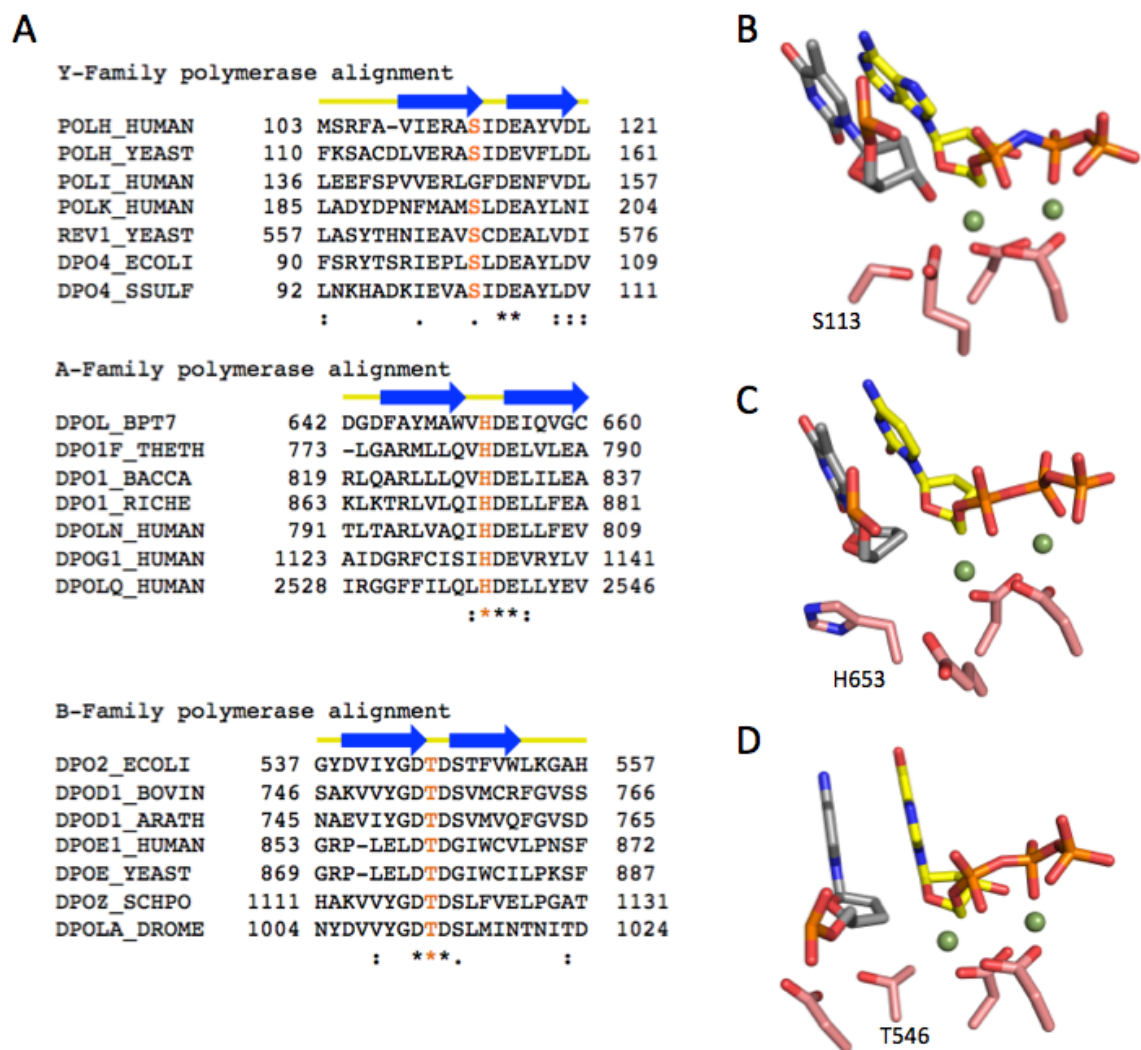 A
Y-Family polymerase alignment
POLH_HUMAN 103 MSRFA-VIERASIDEAYVDL 121
POLH_YEAST 110 FKSACDLVERASIDEVFLDL 161
POLI_HUMAN 136 LEEFSPVVERLGFDENFVDL 157
POLK_HUMAN 185 LADYDPNFMAMSLDEAYLNI 204
REV1_YEAST 557 LASYTHNIEAVSCDEALVDI 576
DPO4_ECOLI 90 FSRYTSRIEPLSLDEAYLDV 109
DPO4_SSULF 92 LNKHADKIEVASIDEAYLDV 111
: . . ** :::
A-Family polymerase alignment
DPOL_BPT7 642 DGDFAYMAWVHDEIQVGC 660
DPO1F_THETH 773 -LGARMLLQVHDELVLEA 790
DPO1_BACCA 819 RLQARLLLQVHDELILEA 837
DPO1_RICHE 863 KLKTRLVLQIHDELLFEA 881
DPOLN_HUMAN 791 TLTARLVAQIHDELLFEV 809
DPOG1_HUMAN 1123 AIDGRFCISIHDEVRYLV 1141
DPOLQ_HUMAN 2528 IRGGFFILQLHDELLYEV 2546
:***:
B-Family polymerase alignment
DPO2_ECOLI 537 GYDVIYGDTDSTFVWLKGAH 557
DPOD1_BOVIN 746 SAKVVYGDTDSVMCRFGVSS 766
DPOD1_ARATH 745 NAEVIYGDTDSVMVQFGVSD 765
DPOE1_HUMAN 853 GRP-LELDTDGIWCVLPNSF 872
DPOE_YEAST 869 GRP-LELDTDGIWCILPKSF 887
DPOZ_SCHPO 1111 HAKVVYGDTDSLFVELPGAT 1131
DPOLA_DROME 1004 NYDVVYGDTDSLMINTNITD 1024
: ***. :
B
S113
C
H653
D
T546